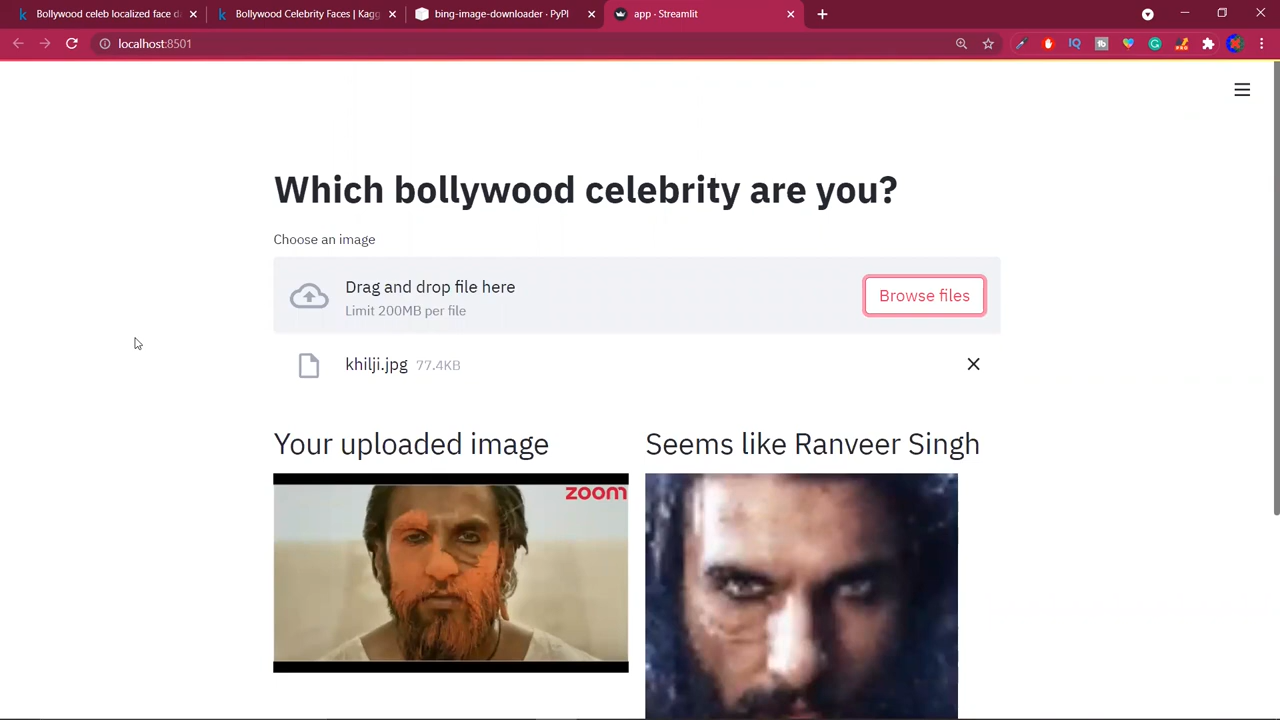 Bollywood celeb localized face d
Bollywood Celebrity Faces | Kagg
bing-image-downloader · PyPI
app · Streamlit
localhost:8501
Which bollywood celebrity are you?
Choose an image
Drag and drop file here
Limit 200MB per file
Browse files
khilji.jpg 77.4KB
Your uploaded image
Seems like Ranveer Singh
zoom